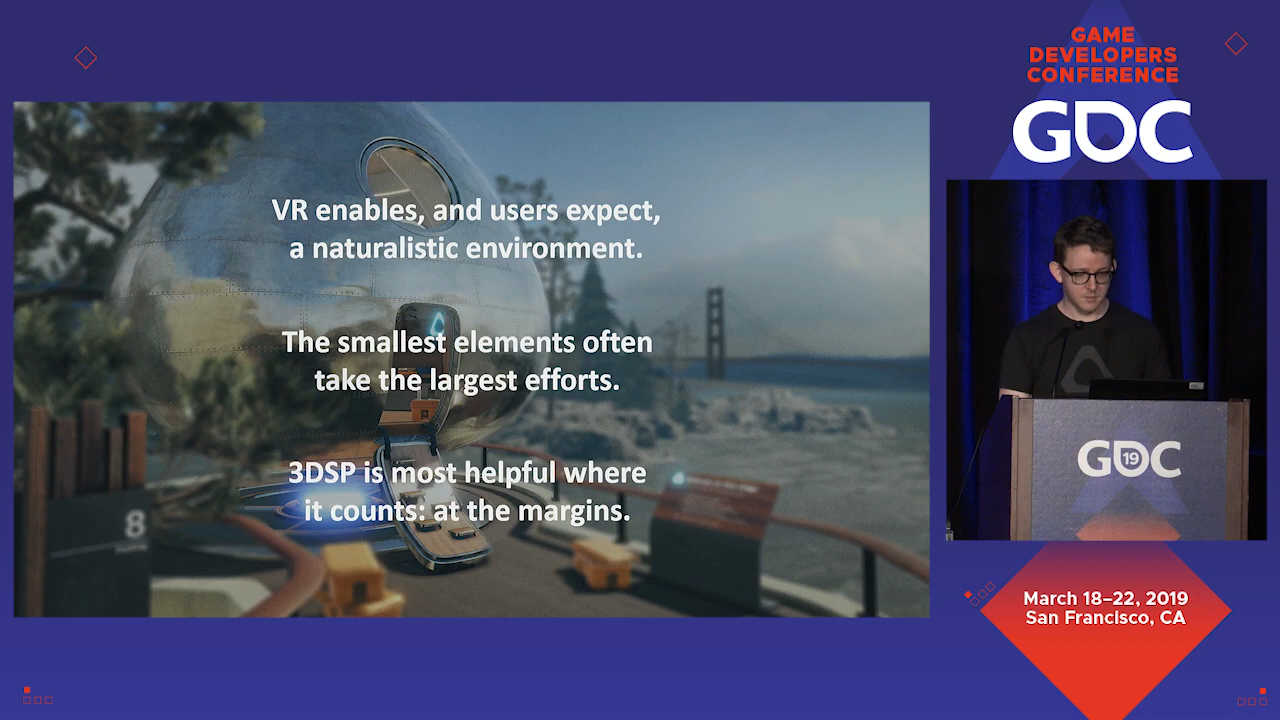 VR enables, and users expect,
a naturalistic environment.
The smallest elements often
take the largest efforts.
3DSP is most helpful where
it counts: at the margins.
8
GAME
DEVELOPERS
CONFERENCE
GDC
GDC
19
March 18–22, 2019
San Francisco, CA